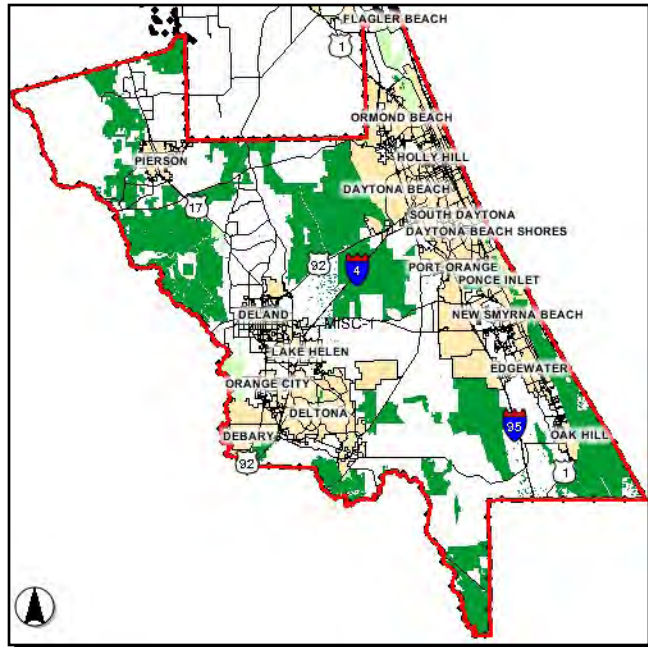 FLAGLER BEACH
1
ORMOND BEACH
HOLLY HILL
PIERSON
DAYTONA BEACH
17
SOUTH DAYTONA
DAYTONA BEACH SHORES
92
4
PORT ORANGE
PONCE INLET
DELAND
MISC-1
NEW SMYRNA BEACH
LAKE HELEN
EDGEWATER
ORANGE CITY
DELTONA
95
DEBARY
OAK HILL
92
1